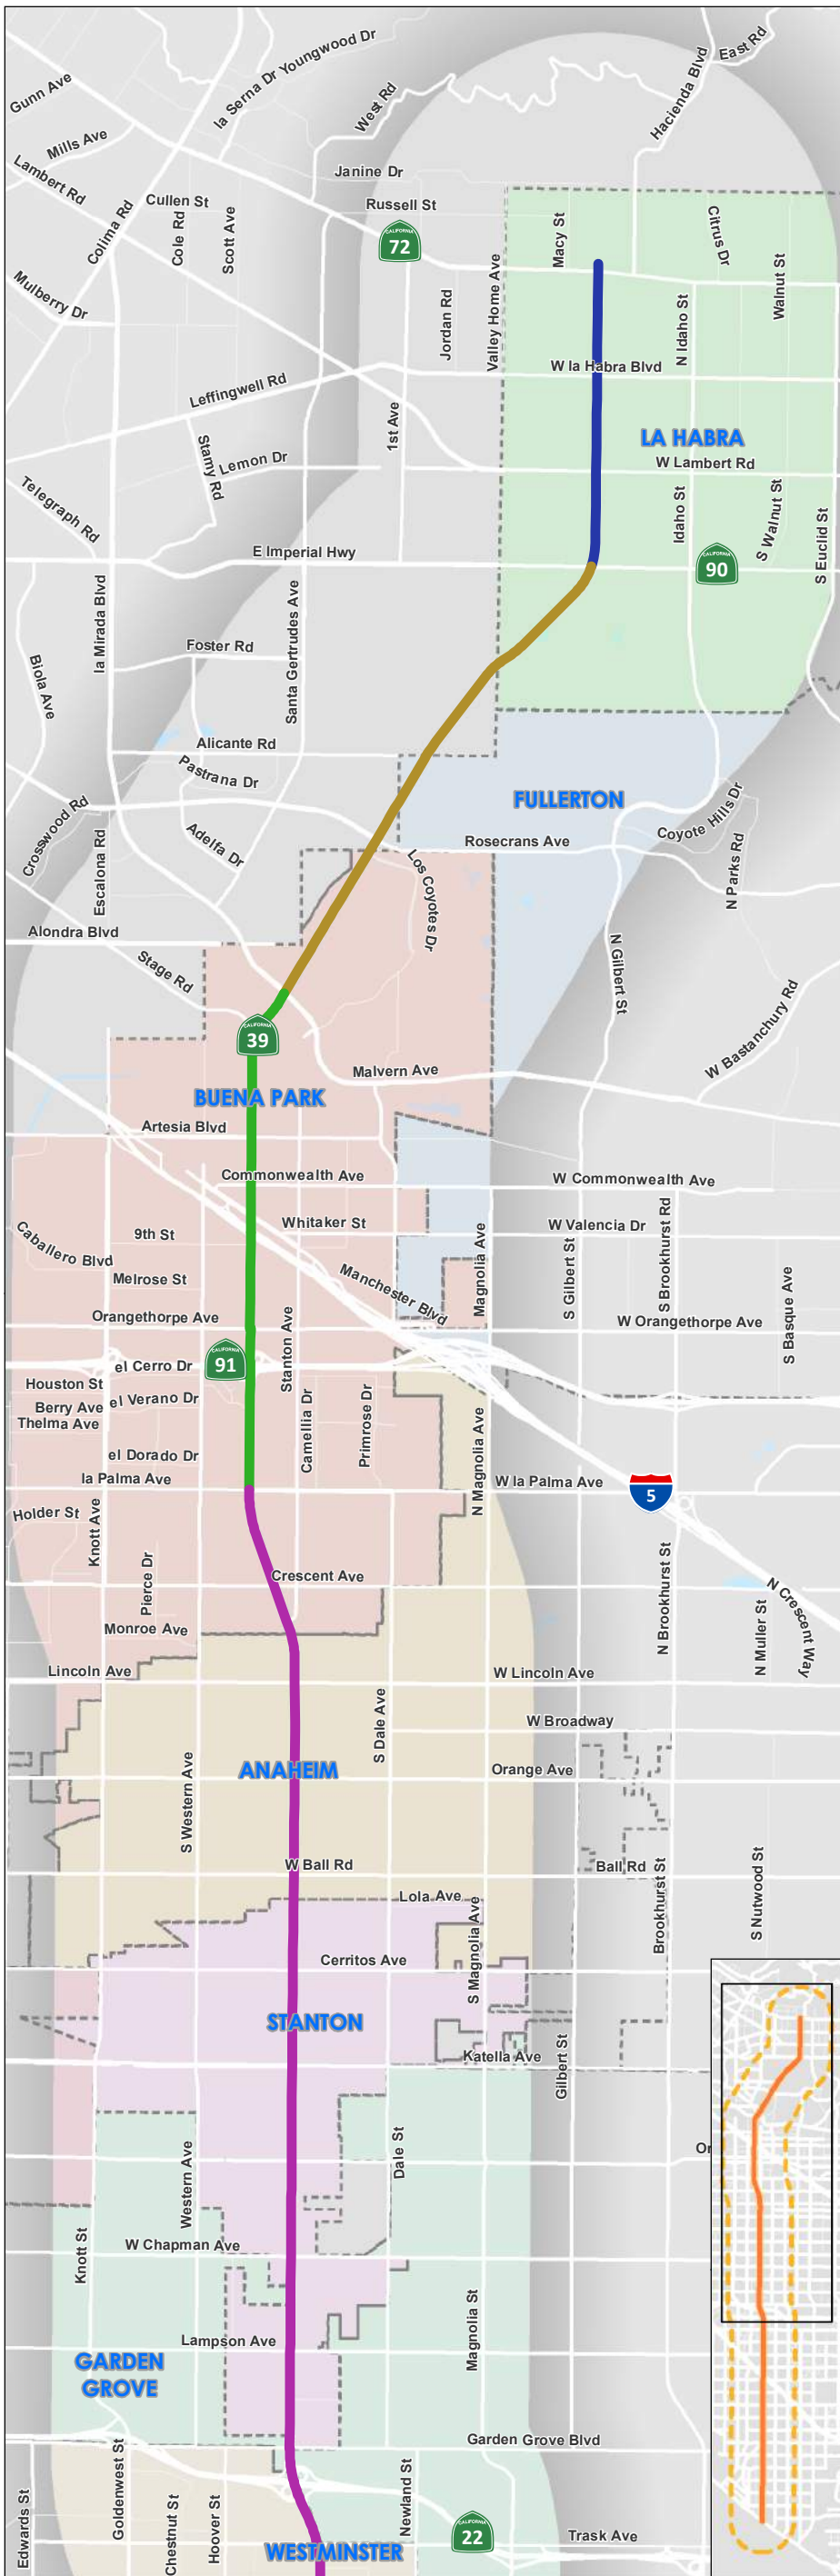 East Rd
la Serna Dr
Youngwood Dr
Hacienda Blvd
Gunn Ave
West Rd
Mills Ave
Janine Dr
Lambert Rd
Cullen St
Russell St
Colima Rd
Cole Rd
Scott Ave
CALIFORNIA
72
Macy St
Citrus Dr
Valley Home Ave
Walnut St
Mulberry Dr
Jordan Rd
N Idaho St
W la Habra Blvd
Leffingwell Rd
1st Ave
LA HABRA
Stamy Rd
Lemon Dr
W Lambert Rd
Telegraph Rd
Idaho St
S Walnut St
S Euclid St
E Imperial Hwy
CALIFORNIA
90
la Mirada Blvd
Santa Gertrudes Ave
Foster Rd
Biola Ave
Alicante Rd
Pastrana Dr
FULLERTON
Crosswood Rd
Coyote Hills Dr
Adelfa Dr
Rosecrans Ave
Escalona Rd
Los Coyotes Dr
N Parks Rd
Alondra Blvd
Stage Rd
N Gilbert St
W Bastanchury Rd
CALIFORNIA
39
Malvern Ave
BUENA PARK
Artesia Blvd
Commonwealth Ave
W Commonwealth Ave
Whitaker St
W Valencia Dr
9th St
Caballero Blvd
S Brookhurst Rd
Melrose St
Manchester Blvd
Magnolia Ave
S Gilbert St
S Basque Ave
Orangethorpe Ave
W Orangethorpe Ave
Stanton Ave
CALIFORNIA
91
el Cerro Dr
Houston St
el Verano Dr
Berry Ave
Thelma Ave
Camellia Dr
Primrose Dr
N Magnolia Ave
el Dorado Dr
la Palma Ave
W la Palma Ave
5
Holder St
Knott Ave
Pierce Dr
Crescent Ave
N Brookhurst St
N Muller St
N Crescent Way
Monroe Ave
Lincoln Ave
W Lincoln Ave
S Dale Ave
W Broadway
ANAHEIM
Orange Ave
S Western Ave
W Ball Rd
Ball Rd
Lola Ave
Brookhurst St
S Nutwood St
S Magnolia Ave
Cerritos Ave
STANTON
Katella Ave
Gilbert St
Or
Dale St
Western Ave
Knott St
W Chapman Ave
Magnolia St
Lampson Ave
GARDEN
GROVE
Garden Grove Blvd
Goldenwest St
Newland St
Edwards St
Chestnut St
Hoover St
CALIFORNIA
22
Trask Ave
WESTMINSTER